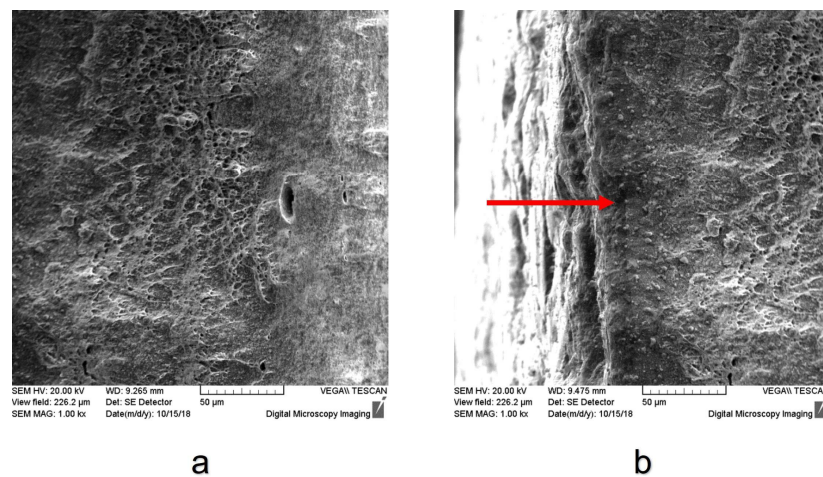 SEM HV: 20.00 kV WD: 9.265 mm VEGA\\ TESCAN
View field: 226.2 µm Det: SE Detector 50 µm
SEM MAG: 1.00 kx Date(m/d/y): 10/15/18 Digital Microscopy Imaging
a
SEM HV: 20.00 kV WD: 9.475 mm VEGA\\ TESCAN
View field: 226.2 µm Det: SE Detector 50 µm
SEM MAG: 1.00 kx Date(m/d/y): 10/15/18 Digital Microscopy Imaging
b